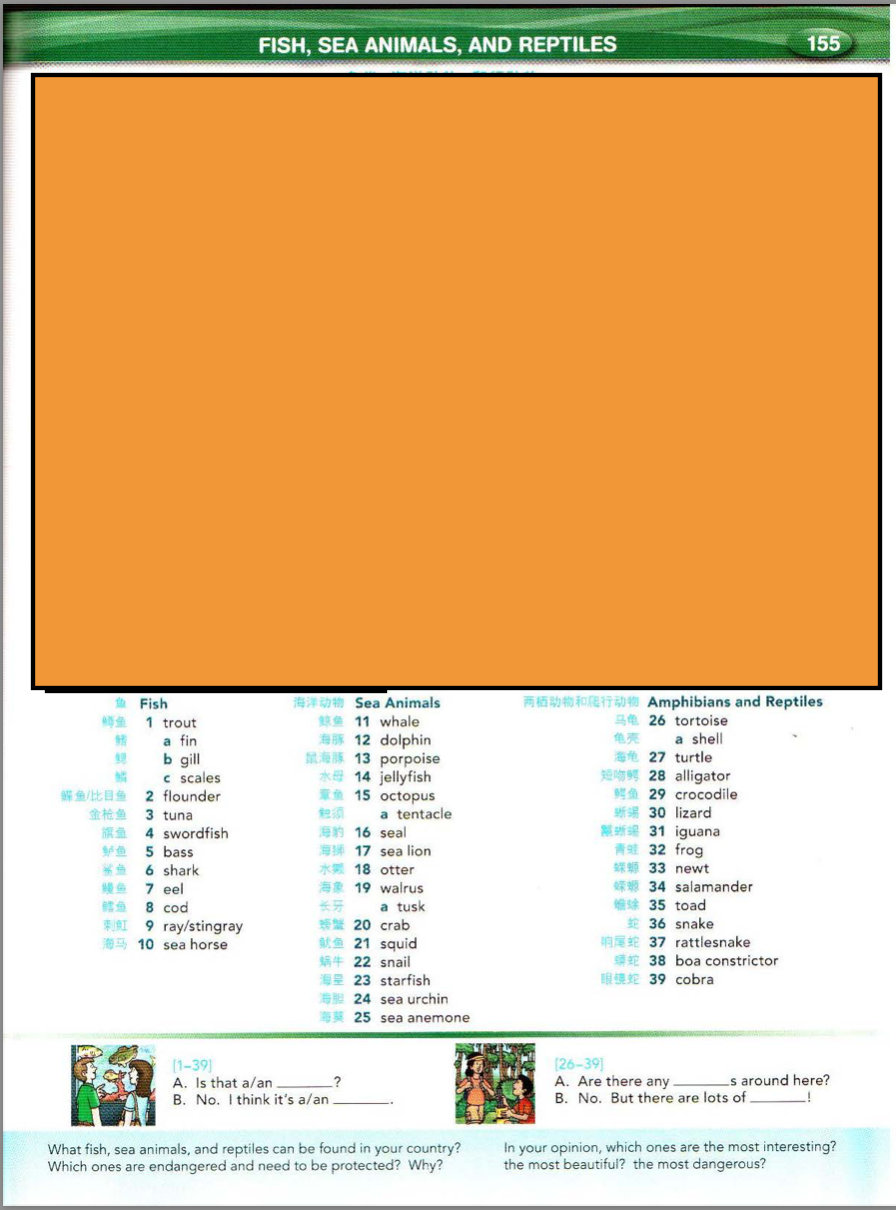 FISH, SEA ANIMALS, AND REPTILES 155
鱼 Fish
鳟鱼 1 trout
鳍 a fin
鳃 b gill
鳞 c scales
鲽鱼/比目鱼 2 flounder
金枪鱼 3 tuna
旗鱼 4 swordfish
鲈鱼 5 bass
鲨鱼 6 shark
鳗鱼 7 eel
鳕鱼 8 cod
刺魟 9 ray/stingray
海马 10 sea horse
海洋动物 Sea Animals
鲸鱼 11 whale
海豚 12 dolphin
鼠海豚 13 porpoise
水母 14 jellyfish
章鱼 15 octopus
触须 a tentacle
海豹 16 seal
海狮 17 sea lion
水獭 18 otter
海象 19 walrus
长牙 a tusk
螃蟹 20 crab
鱿鱼 21 squid
蜗牛 22 snail
海星 23 starfish
海胆 24 sea urchin
海葵 25 sea anemone
两栖动物和爬行动物 Amphibians and Reptiles
乌龟 26 tortoise
龟壳 a shell
海龟 27 turtle
短吻鳄 28 alligator
鳄鱼 29 crocodile
蜥蜴 30 lizard
鬣蜥蜴 31 iguana
青蛙 32 frog
蝾螈 33 newt
蝾螈 34 salamander
蟾蜍 35 toad
蛇 36 snake
响尾蛇 37 rattlesnake
蟒蛇 38 boa constrictor
眼镜蛇 39 cobra
[1–39]
A. Is that a/an ________?
B. No. I think it's a/an ________.
[26–39]
A. Are there any ________s around here?
B. No. But there are lots of ________!
What fish, sea animals, and reptiles can be found in your country?
Which ones are endangered and need to be protected? Why?
In your opinion, which ones are the most interesting?
the most beautiful? the most dangerous?